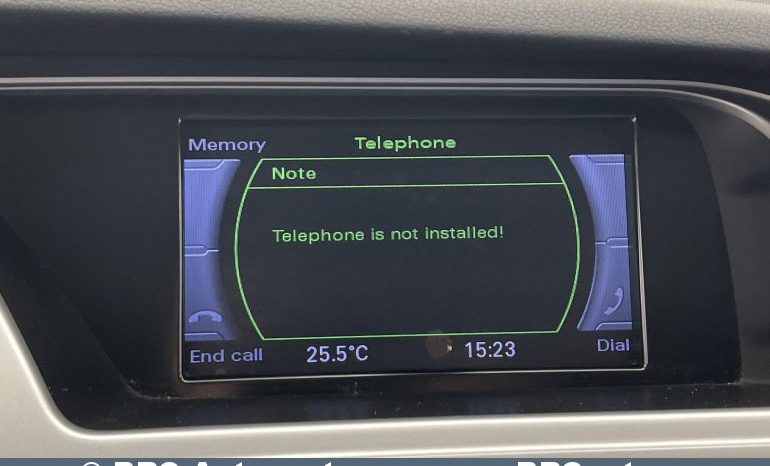 Memory
Telephone
Note
Telephone is not installed!
End call
25.5°C
15:23
Dial